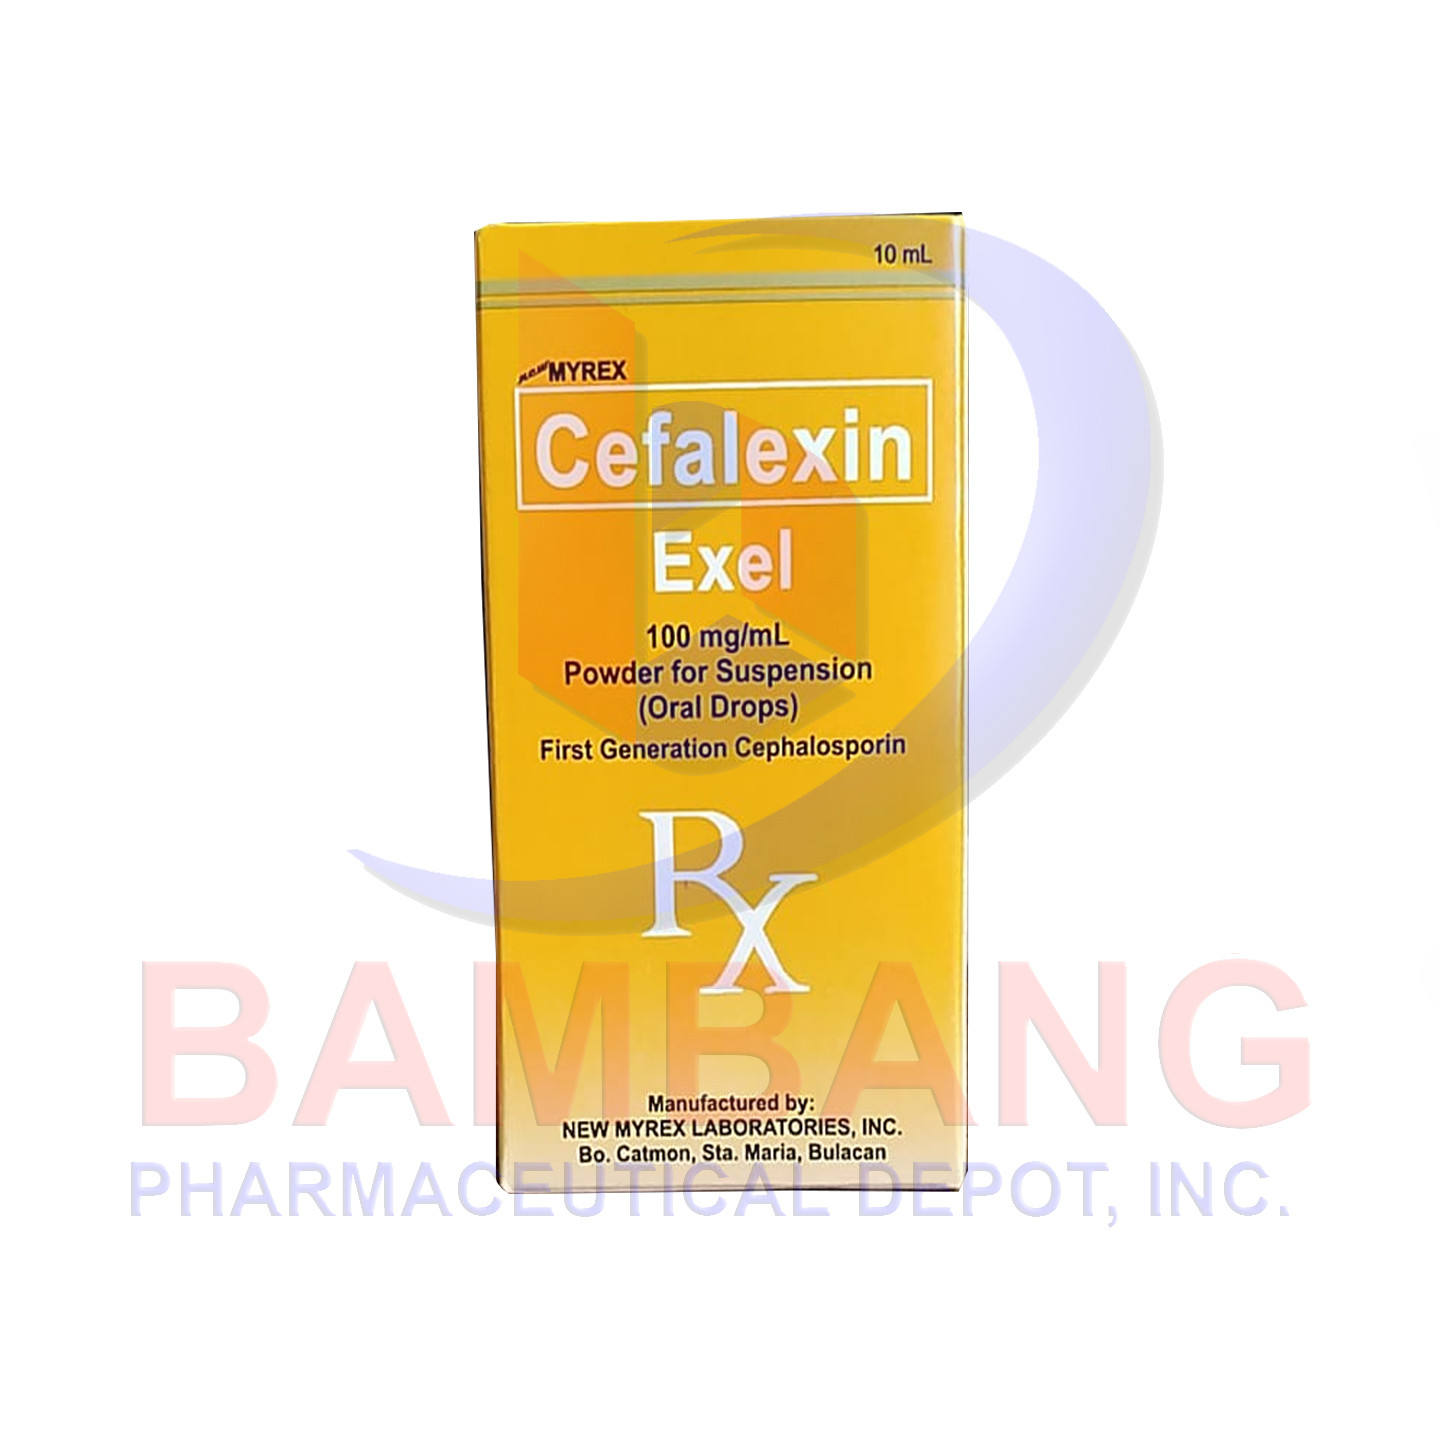 10 mL
new MYREX
Cefalexin
Exel
100 mg/mL
Powder for Suspension
(Oral Drops)
First Generation Cephalosporin
Rx
BAMBANG
Manufactured by:
NEW MYREX LABORATORIES, INC.
Bo. Catmon, Sta. Maria, Bulacan
PHARMACEUTICAL DEPOT, INC.